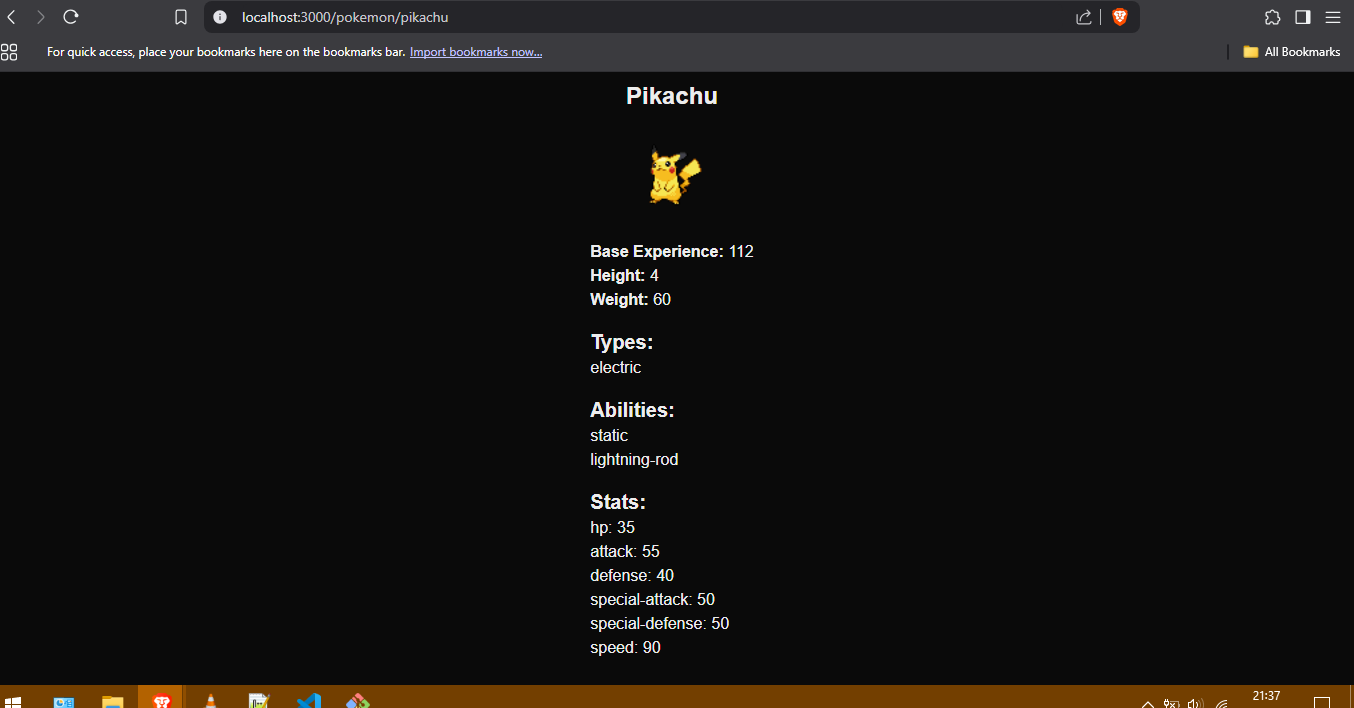 localhost:3000/pokemon/pikachu
For quick access, place your bookmarks here on the bookmarks bar. Import bookmarks now...
All Bookmarks
Pikachu
Base Experience: 112
Height: 4
Weight: 60
Types:
electric
Abilities:
static
lightning-rod
Stats:
hp: 35
attack: 55
defense: 40
special-attack: 50
special-defense: 50
speed: 90
21:37